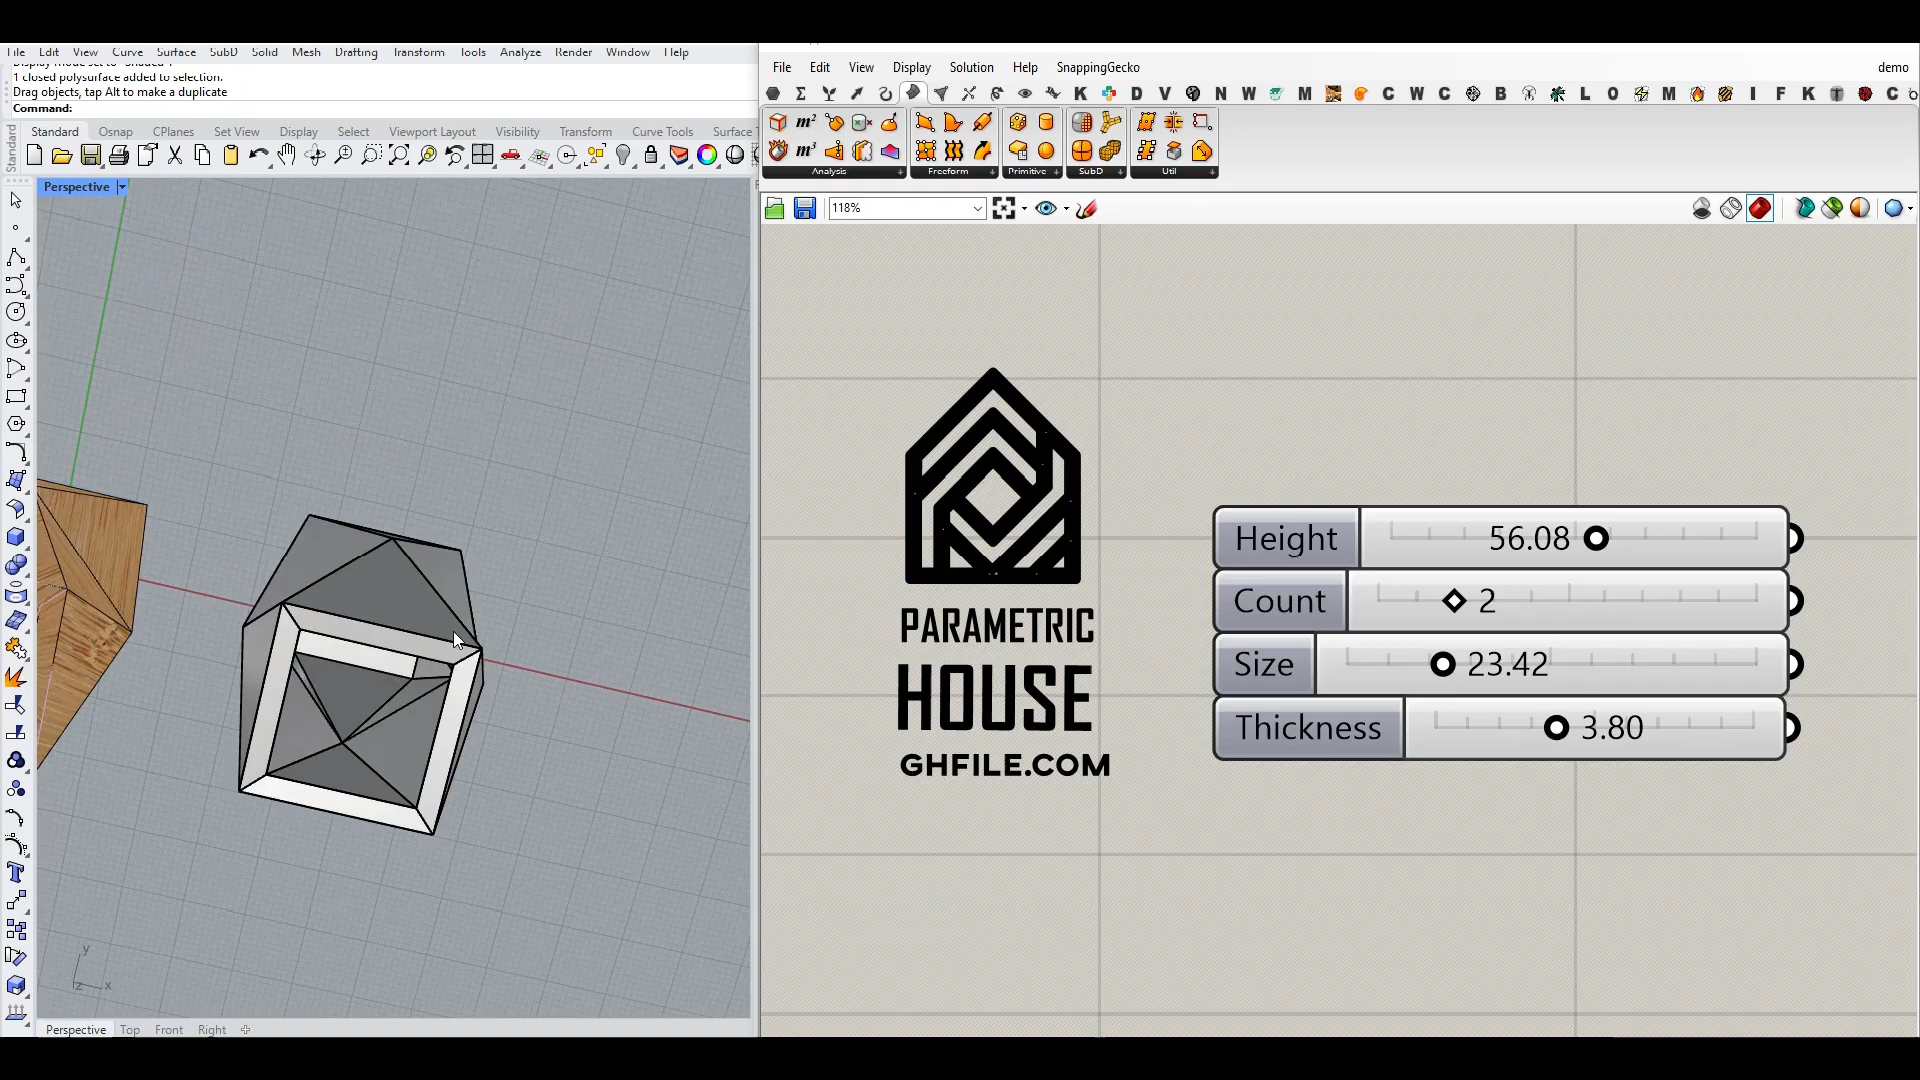 File Edit View Curve Surface SubD Solid Mesh Drafting Transform Tools Analyze Render Window Help
1 closed polysurface added to selection.
Drag objects, tap Alt to make a duplicate
Command:
Standard Osnap CPlanes Set View Display Select Viewport Layout Visibility Transform Curve Tools Surface T
Standard
Perspective
y
z x
Perspective Top Front Right
File Edit View Display Solution Help SnappingGecko demo
K D V N W M C W C B L O M I F K C
m²
m³
Analysis Freeform Primitive SubD Util
118%
PARAMETRIC
HOUSE
GHFILE.COM
Height 56.08
Count 2
Size 23.42
Thickness 3.80